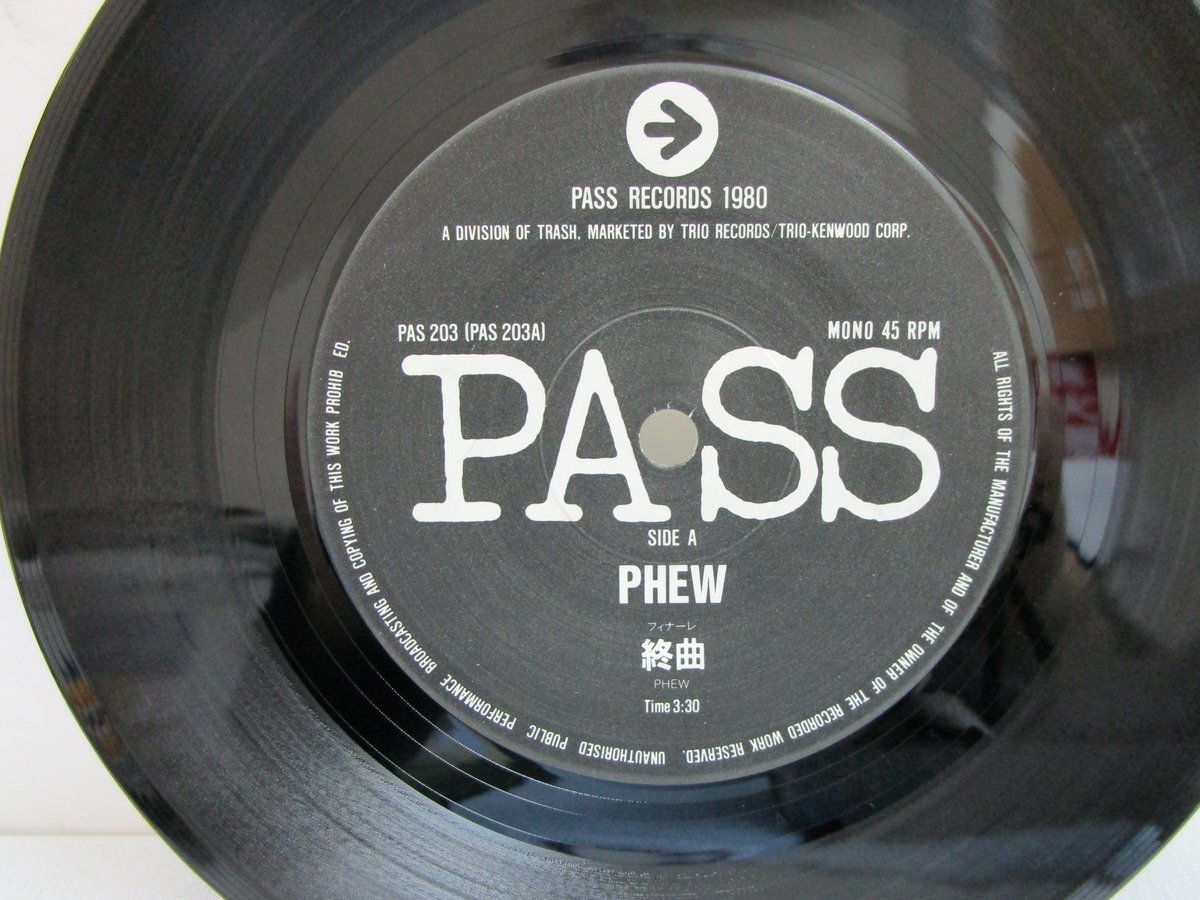 PASS RECORDS 1980
A DIVISION OF TRASH. MARKETED BY TRIO RECORDS/TRIO-KENWOOD CORP.
PAS 203 (PAS 203A)
MONO 45 RPM
PASS
SIDE A
PHEW
フィナーレ
終曲
PHEW
Time 3:30
ALL RIGHTS OF THE MANUFACTURER AND OF THE OWNER OF THE RECORDED WORK RESERVED. UNAUTHORISED PUBLIC PERFORMANCE BROADCASTING AND COPYING OF THIS WORK PROHIB ED.